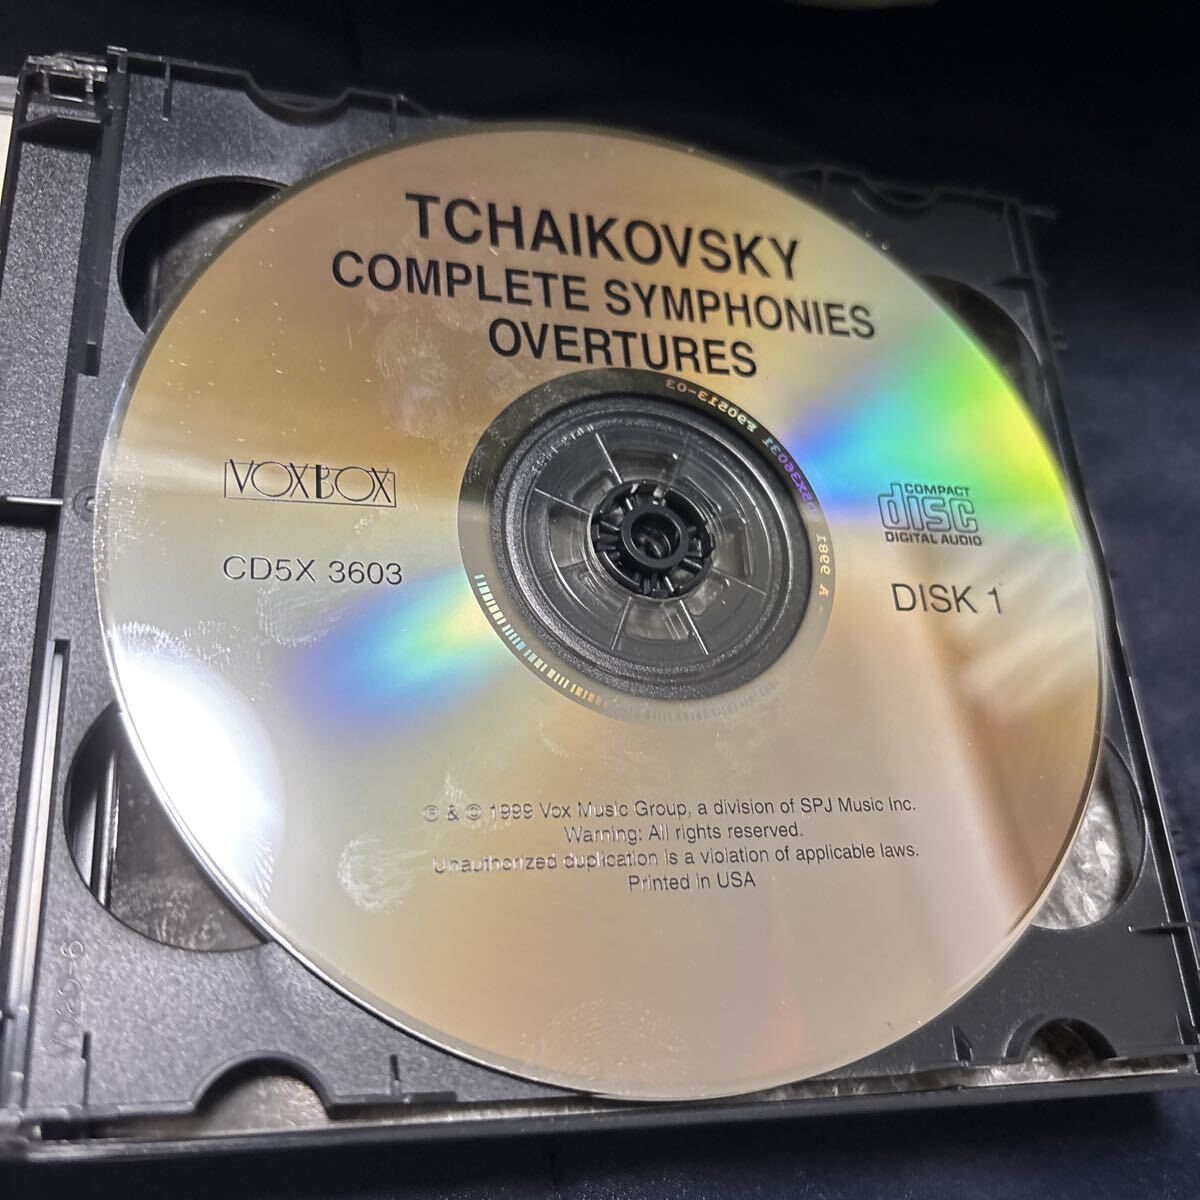 TCHAIKOVSKY
COMPLETE SYMPHONIES
OVERTURES
VOXBOX
CD5X 3603
COMPACT
disc
DIGITAL AUDIO
DISK 1
℗ & © 1999 Vox Music Group, a division of SPJ Music Inc.
Warning: All rights reserved.
Unauthorized duplication is a violation of applicable laws.
Printed in USA